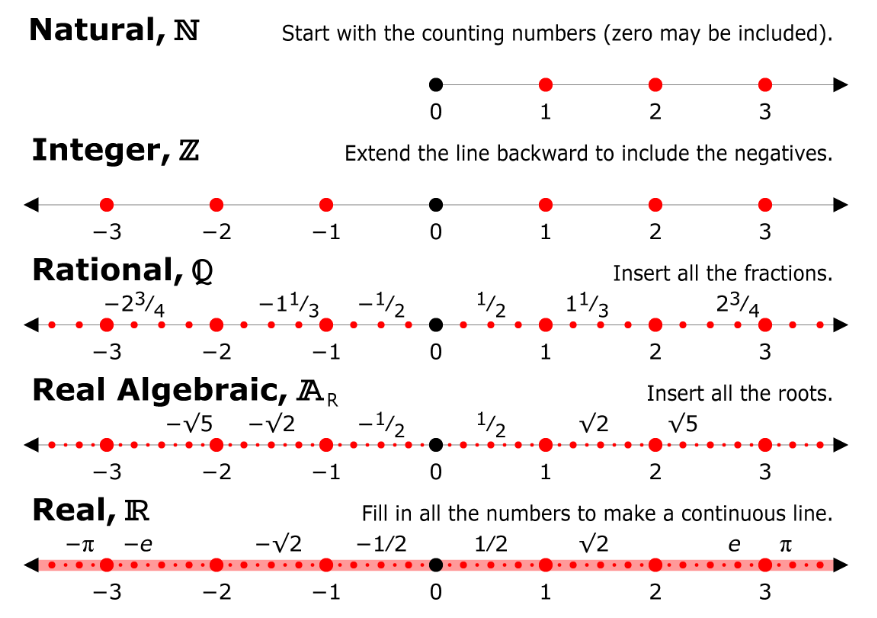 Natural, ℕ Start with the counting numbers (zero may be included).
0 1 2 3
Integer, ℤ Extend the line backward to include the negatives.
−3 −2 −1 0 1 2 3
Rational, ℚ Insert all the fractions.
−2³/₄ −1¹/₃ −¹/₂ ¹/₂ 1¹/₃ 2³/₄
−3 −2 −1 0 1 2 3
Real Algebraic, 𝔸ᵣ Insert all the roots.
−√5 −√2 −¹/₂ ¹/₂ √2 √5
−3 −2 −1 0 1 2 3
Real, ℝ Fill in all the numbers to make a continuous line.
−π −e −√2 −1/2 1/2 √2 e π
−3 −2 −1 0 1 2 3